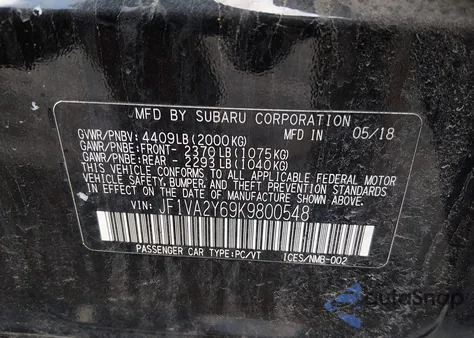 MFD BY SUBARU CORPORATION
GVWR/PNBV: 4409LB(2000KG) MFD IN 05/18
GAWR/PNBE:FRONT- 2370LB(1075KG)
GAWR/PNBE:REAR - 2293LB(1040KG)
THIS VEHICLE CONFORMS TO ALL APPLICABLE FEDERAL MOTOR
VEHICLE SAFETY, BUMPER, AND THEFT PREVENTION STANDARDS
IN EFFECT ON THE DATE OF MANUFACTURE SHOWN ABOVE.
VIN: JF1VA2Y69K9800548
PASSENGER CAR TYPE:PC/VT ICES/NMB-002
AutoSnap